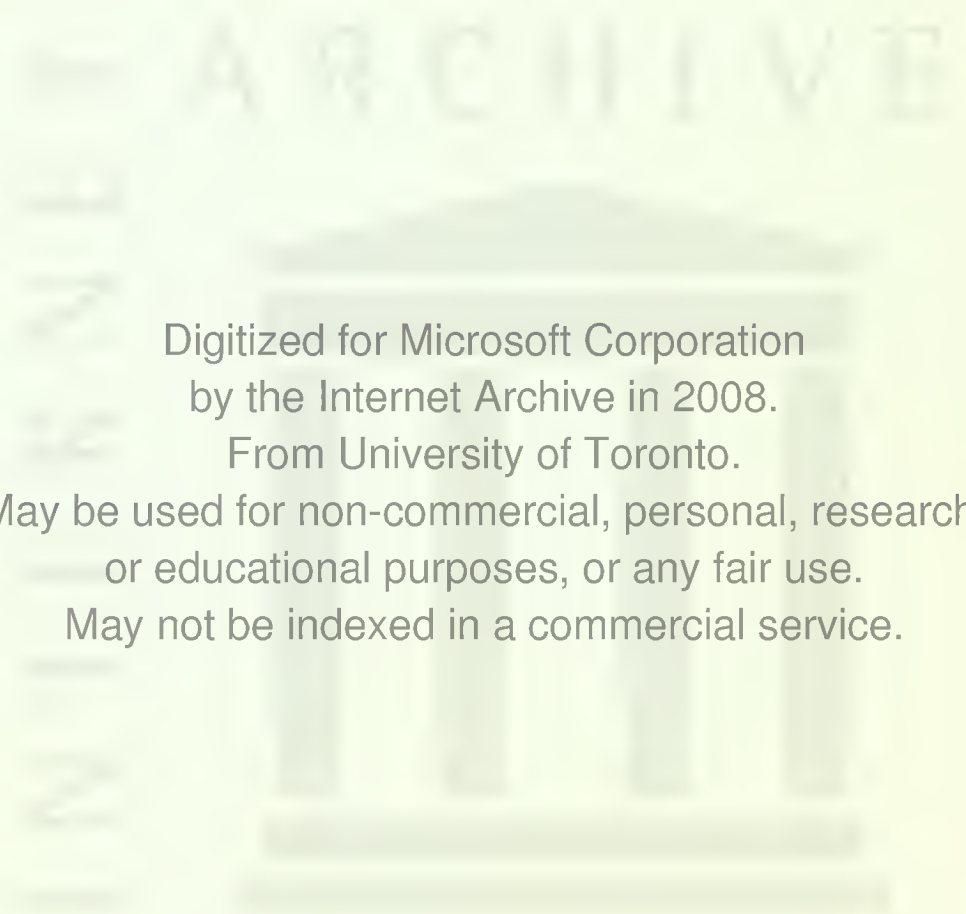 ARCHIVE
Digitized for Microsoft Corporation
by the Internet Archive in 2008.
From University of Toronto.
May be used for non-commercial, personal, research
or educational purposes, or any fair use.
May not be indexed in a commercial service.